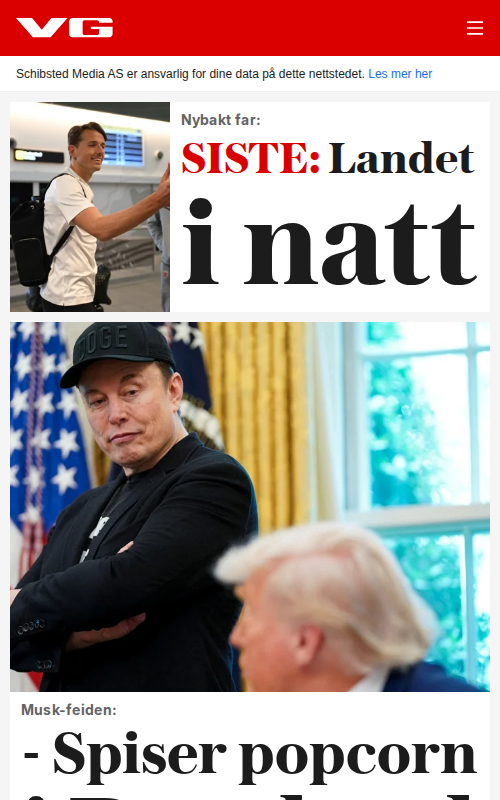 VG
Schibsted Media AS er ansvarlig for dine data på dette nettstedet. Les mer her
Nybakt far:
SISTE: Landet
i natt
DOGE
Musk-feiden:
- Spiser popcorn